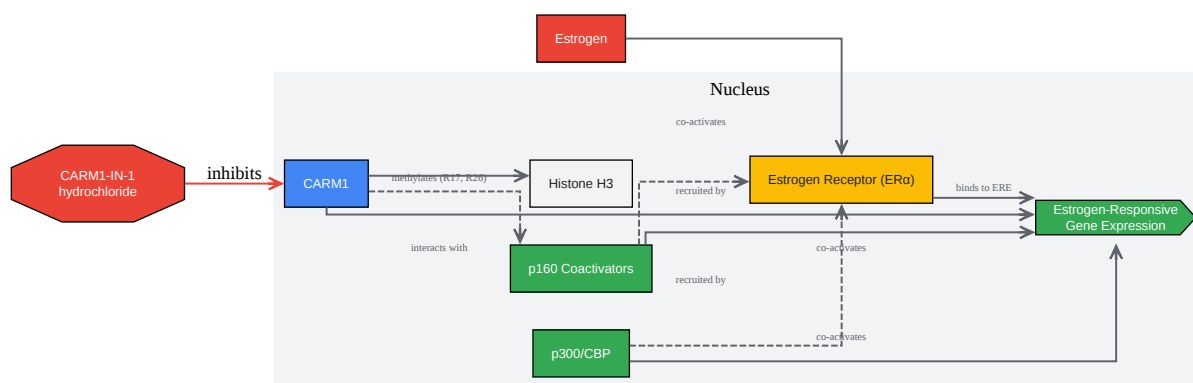 Estrogen
Nucleus
co-activates
CARM1-IN-1
hydrochloride
inhibits
CARM1
methylates (R17, R26)
Histone H3
recruited by
Estrogen Receptor (ERα)
binds to ERE
Estrogen-Responsive
Gene Expression
interacts with
p160 Coactivators
co-activates
recruited by
p300/CBP
co-activates